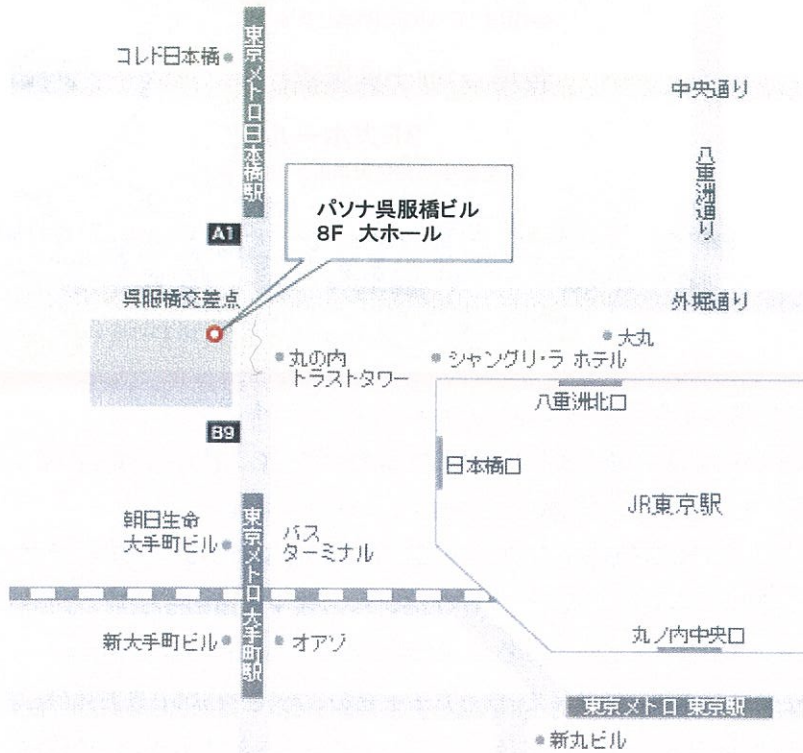 コレド日本橋
東京メトロ日本橋駅
中央通り
八重洲通り
パソナ呉服橋ビル
8F 大ホール
A1
呉服橋交差点
外堀通り
大丸
丸の内
トラストタワー
シャングリ・ラ ホテル
八重洲北口
B9
日本橋口
JR東京駅
朝日生命
大手町ビル
東京メトロ 大手町駅
バス
ターミナル
新大手町ビル
オアゾ
丸ノ内中央口
東京メトロ 東京駅
新丸ビル